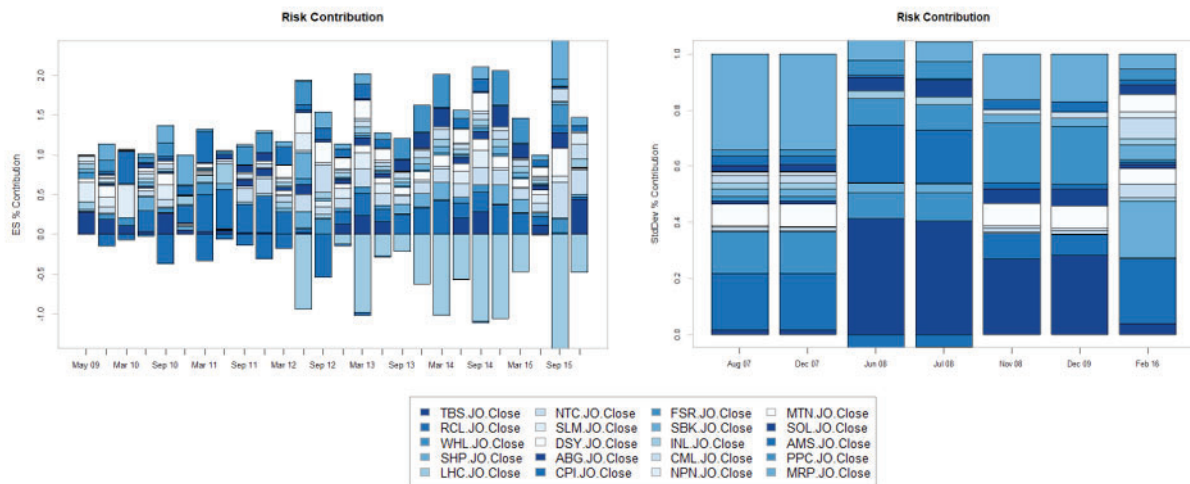 Risk Contribution
ES % Contribution
2.0
1.5
1.0
0.5
0.0
-0.5
-1.0
May 09 Mar 10 Sep 10 Mar 11 Sep 11 Mar 12 Sep 12 Mar 13 Sep 13 Mar 14 Sep 14 Mar 15 Sep 15
Risk Contribution
StdDev % Contribution
1.0
0.8
0.6
0.4
0.2
0.0
Aug 07 Dec 07 Jun 08 Jul 08 Nov 08 Dec 09 Feb 16
TBS.JO.Close NTC.JO.Close FSR.JO.Close MTN.JO.Close
RCL.JO.Close SLM.JO.Close SBK.JO.Close SOL.JO.Close
WHL.JO.Close DSY.JO.Close INL.JO.Close AMS.JO.Close
SHP.JO.Close ABG.JO.Close CML.JO.Close PPC.JO.Close
LHC.JO.Close CPI.JO.Close NPN.JO.Close MRP.JO.Close